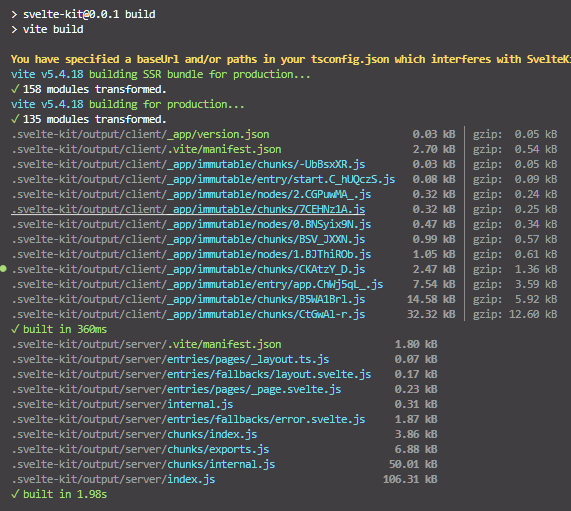 > svelte-kit@0.0.1 build
> vite build
You have specified a baseUrl and/or paths in your tsconfig.json which interferes with SvelteKi
vite v5.4.18 building SSR bundle for production...
✓ 158 modules transformed.
vite v5.4.18 building for production...
✓ 135 modules transformed.
.svelte-kit/output/client/_app/version.json 0.03 kB │ gzip: 0.05 kB
.svelte-kit/output/client/.vite/manifest.json 2.70 kB │ gzip: 0.54 kB
.svelte-kit/output/client/_app/immutable/chunks/-UbBsxXR.js 0.03 kB │ gzip: 0.05 kB
.svelte-kit/output/client/_app/immutable/entry/start.C_hUQczS.js 0.08 kB │ gzip: 0.09 kB
.svelte-kit/output/client/_app/immutable/nodes/2.CGPuwMA_.js 0.32 kB │ gzip: 0.24 kB
.svelte-kit/output/client/_app/immutable/chunks/7CEHNz1A.js 0.32 kB │ gzip: 0.25 kB
.svelte-kit/output/client/_app/immutable/nodes/0.BNSyix9N.js 0.47 kB │ gzip: 0.34 kB
.svelte-kit/output/client/_app/immutable/chunks/BSV_JXXN.js 0.99 kB │ gzip: 0.57 kB
.svelte-kit/output/client/_app/immutable/nodes/1.BJThiROb.js 1.05 kB │ gzip: 0.61 kB
.svelte-kit/output/client/_app/immutable/chunks/CKAtzY_D.js 2.47 kB │ gzip: 1.36 kB
.svelte-kit/output/client/_app/immutable/entry/app.ChWj5qL_.js 7.54 kB │ gzip: 3.59 kB
.svelte-kit/output/client/_app/immutable/chunks/B5WA1Brl.js 14.58 kB │ gzip: 5.92 kB
.svelte-kit/output/client/_app/immutable/chunks/CtGwAl-r.js 32.32 kB │ gzip: 12.60 kB
✓ built in 360ms
.svelte-kit/output/server/.vite/manifest.json 1.80 kB
.svelte-kit/output/server/entries/pages/_layout.ts.js 0.07 kB
.svelte-kit/output/server/entries/fallbacks/layout.svelte.js 0.17 kB
.svelte-kit/output/server/entries/pages/_page.svelte.js 0.23 kB
.svelte-kit/output/server/internal.js 0.31 kB
.svelte-kit/output/server/entries/fallbacks/error.svelte.js 1.87 kB
.svelte-kit/output/server/chunks/index.js 3.86 kB
.svelte-kit/output/server/chunks/exports.js 6.88 kB
.svelte-kit/output/server/chunks/internal.js 50.01 kB
.svelte-kit/output/server/index.js 106.31 kB
✓ built in 1.98s